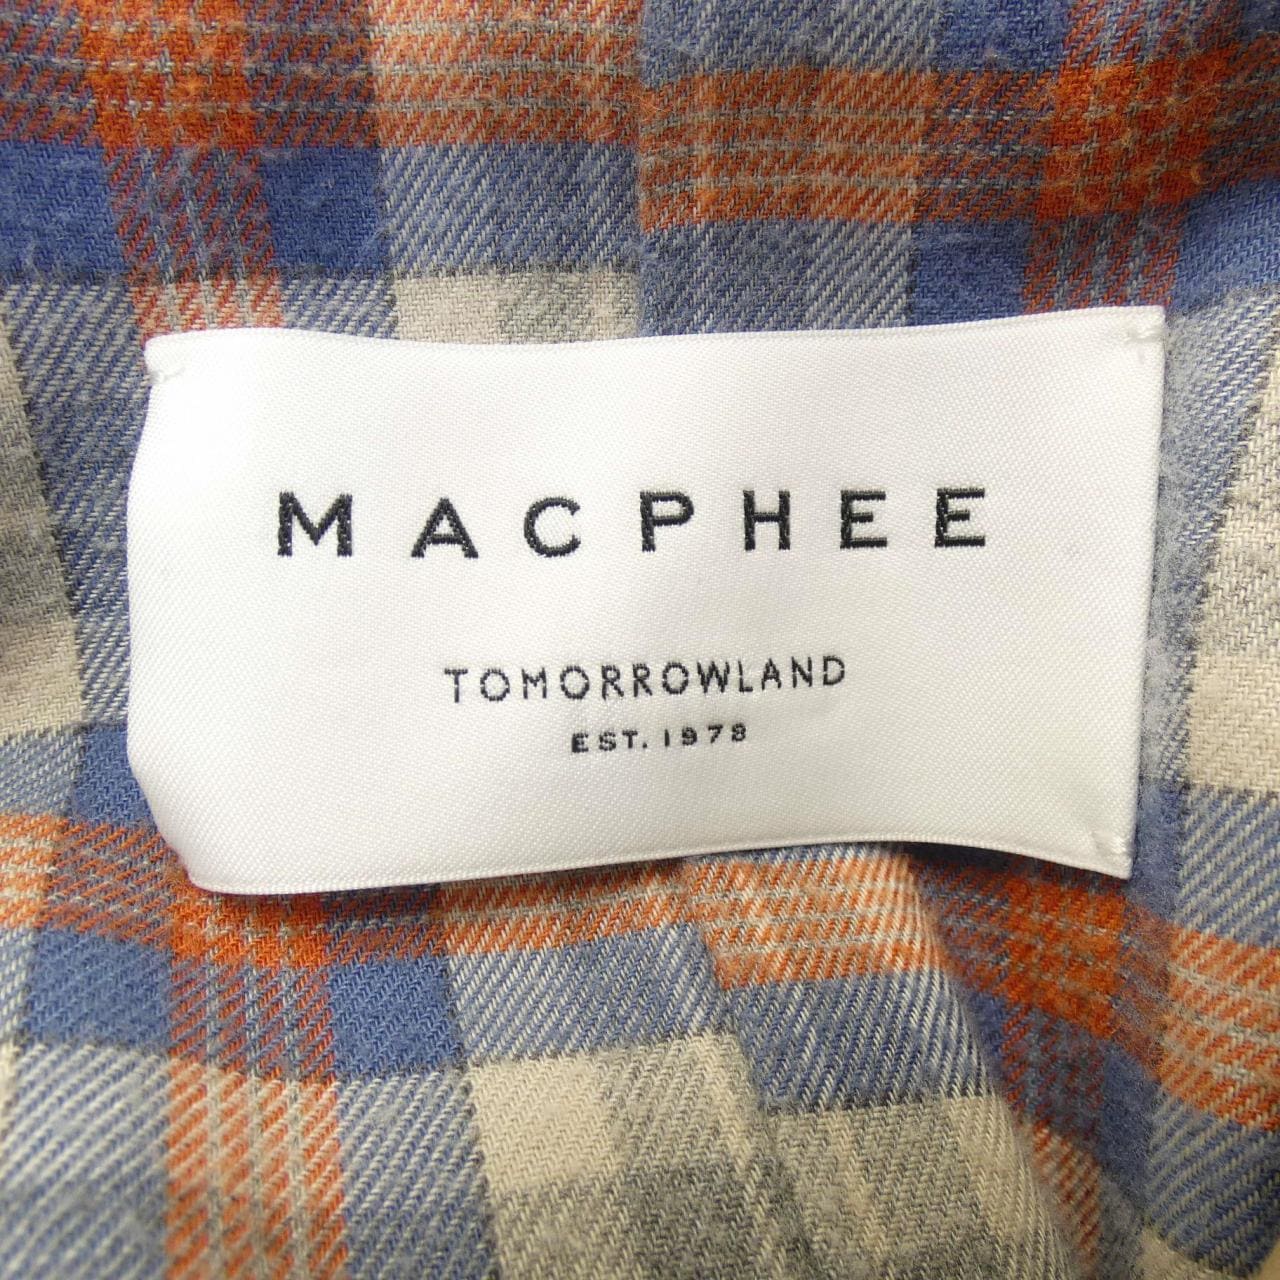 MACPHEE
TOMORROWLAND
EST. 1978